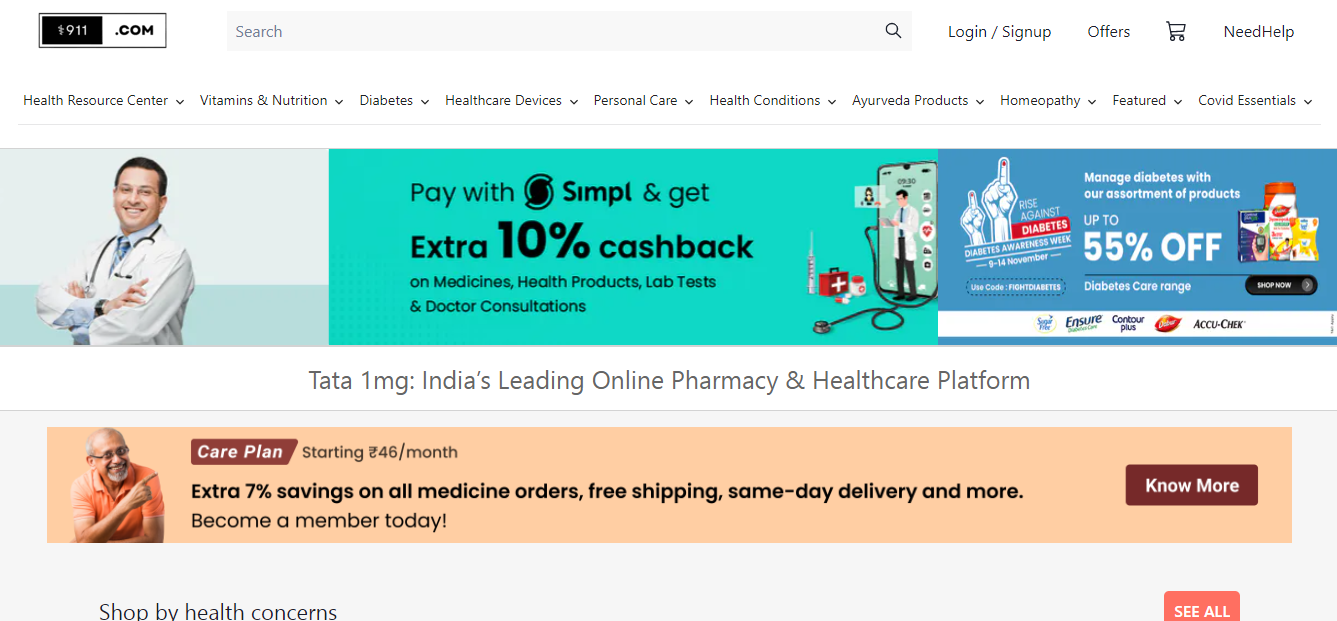 911 .COM
Search
Login / Signup
Offers
NeedHelp
Health Resource Center
Vitamins & Nutrition
Diabetes
Healthcare Devices
Personal Care
Health Conditions
Ayurveda Products
Homeopathy
Featured
Covid Essentials
Pay with Simpl & get
Extra 10% cashback
on Medicines, Health Products, Lab Tests
& Doctor Consultations
09:30
RISE
AGAINST
DIABETES
DIABETES AWARENESS WEEK
9-14 November
Use Code : FIGHTDIABETES
Manage diabetes with
our assortment of products
UP TO
55% OFF
Diabetes Care range
SHOP NOW
Sugar
Free
Ensure
Diabetes Care
Contour
plus
Dabur
ACCU-CHEK
Tata 1mg: India’s Leading Online Pharmacy & Healthcare Platform
Care Plan Starting ₹46/month
Extra 7% savings on all medicine orders, free shipping, same-day delivery and more.
Become a member today!
Know More
Shop by health concerns
SEE ALL